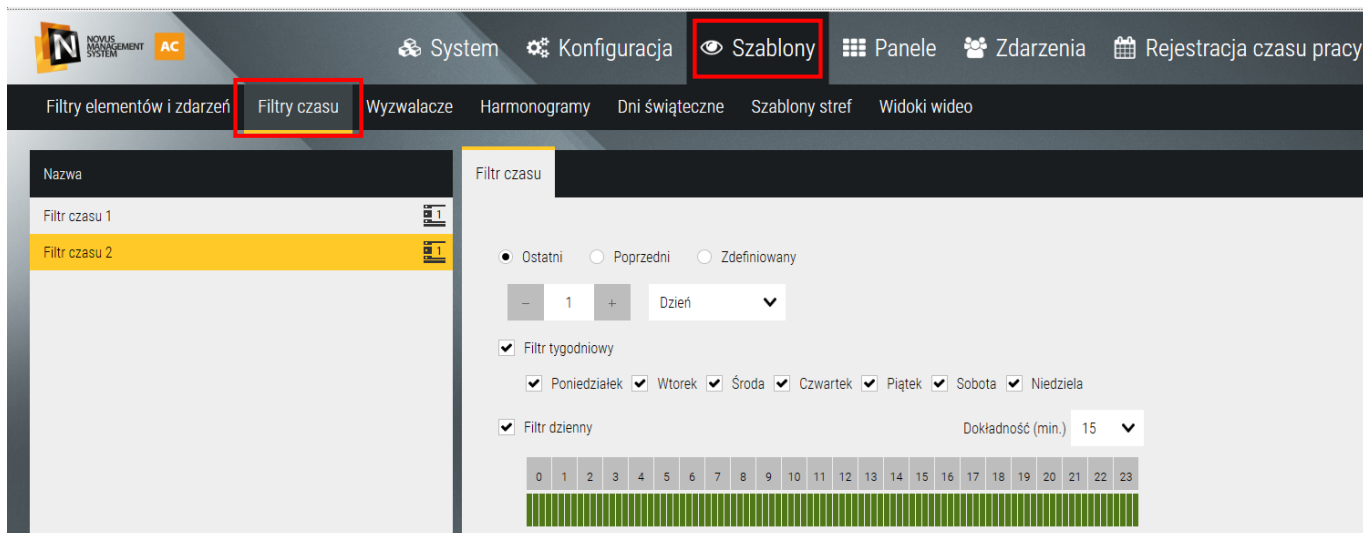 NOVUS
MANAGEMENT
SYSTEM
AC
System Konfiguracja Szablony Panele Zdarzenia Rejestracja czasu pracy
Filtry elementów i zdarzeń Filtry czasu Wyzwalacze Harmonogramy Dni świąteczne Szablony stref Widoki wideo
Nazwa
Filtr czasu
Filtr czasu 1 1
Filtr czasu 2 1
Ostatni Poprzedni Zdefiniowany
– 1 + Dzień
Filtr tygodniowy
Poniedziałek Wtorek Środa Czwartek Piątek Sobota Niedziela
Filtr dzienny Dokładność (min.) 15
0 1 2 3 4 5 6 7 8 9 10 11 12 13 14 15 16 17 18 19 20 21 22 23